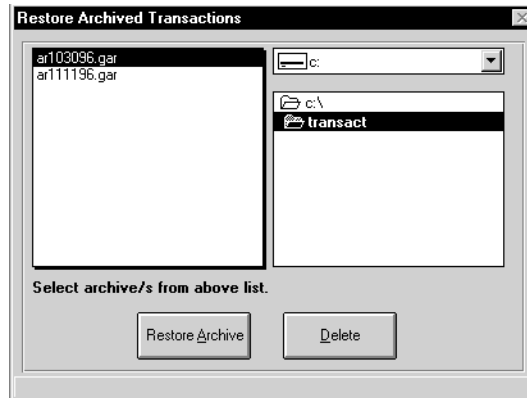 Restore Archived Transactions
ar103096.gar
ar111196.gar
c:
c:\
transact
Select archive/s from above list.
Restore Archive
Delete